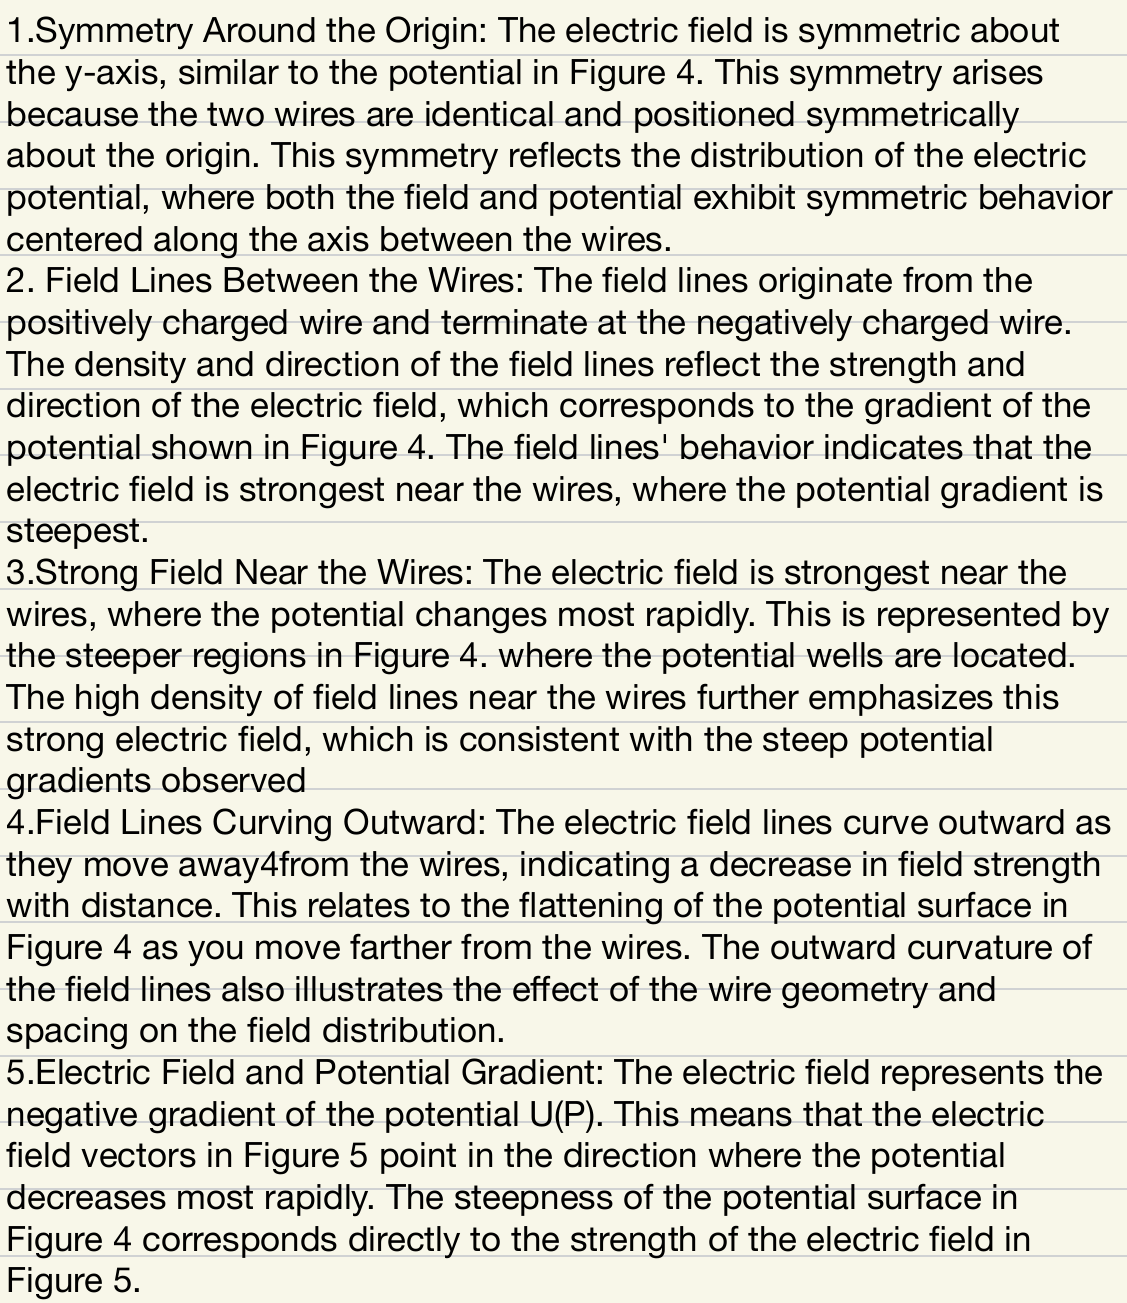 1.Symmetry Around the Origin: The electric field is symmetric about
the y-axis, similar to the potential in Figure 4. This symmetry arises
because the two wires are identical and positioned symmetrically
about the origin. This symmetry reflects the distribution of the electric
potential, where both the field and potential exhibit symmetric behavior
centered along the axis between the wires.
2. Field Lines Between the Wires: The field lines originate from the
positively charged wire and terminate at the negatively charged wire.
The density and direction of the field lines reflect the strength and
direction of the electric field, which corresponds to the gradient of the
potential shown in Figure 4. The field lines' behavior indicates that the
electric field is strongest near the wires, where the potential gradient is
steepest.
3.Strong Field Near the Wires: The electric field is strongest near the
wires, where the potential changes most rapidly. This is represented by
the steeper regions in Figure 4. where the potential wells are located.
The high density of field lines near the wires further emphasizes this
strong electric field, which is consistent with the steep potential
gradients observed
4.Field Lines Curving Outward: The electric field lines curve outward as
they move away4from the wires, indicating a decrease in field strength
with distance. This relates to the flattening of the potential surface in
Figure 4 as you move farther from the wires. The outward curvature of
the field lines also illustrates the effect of the wire geometry and
spacing on the field distribution.
5.Electric Field and Potential Gradient: The electric field represents the
negative gradient of the potential U(P). This means that the electric
field vectors in Figure 5 point in the direction where the potential
decreases most rapidly. The steepness of the potential surface in
Figure 4 corresponds directly to the strength of the electric field in
Figure 5.